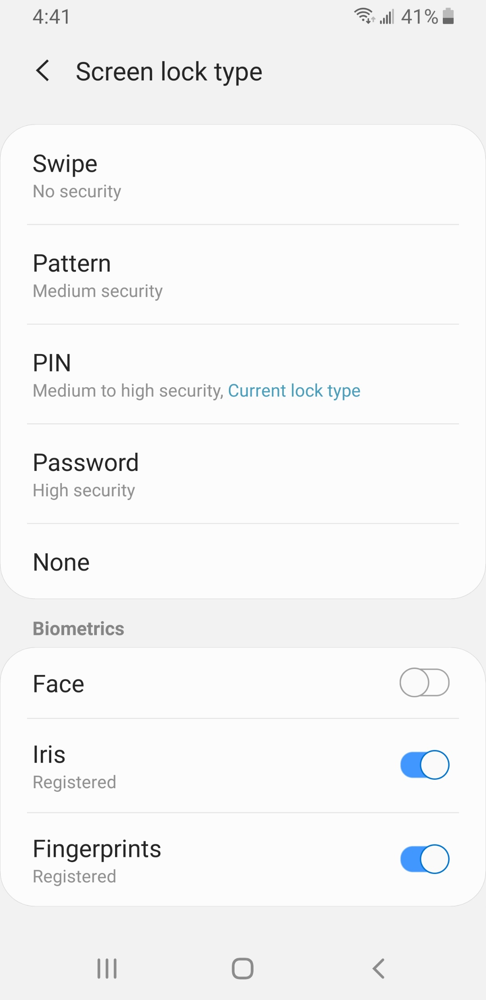 4:41
41%
Screen lock type
Swipe
No security
Pattern
Medium security
PIN
Medium to high security, Current lock type
Password
High security
None
Biometrics
Face
Iris
Registered
Fingerprints
Registered